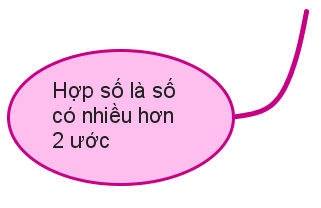 Hợp số là số
có nhiều hơn
2 ước